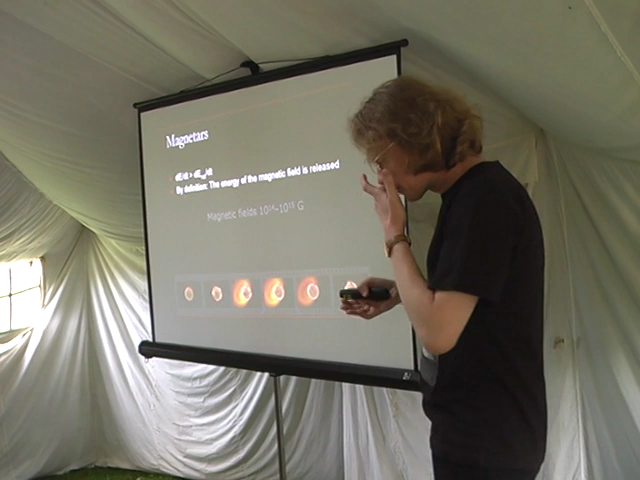 Magnetars
By definition: The energy of the magnetic field is released
Magnetic fields 10¹⁴–10¹⁵ G